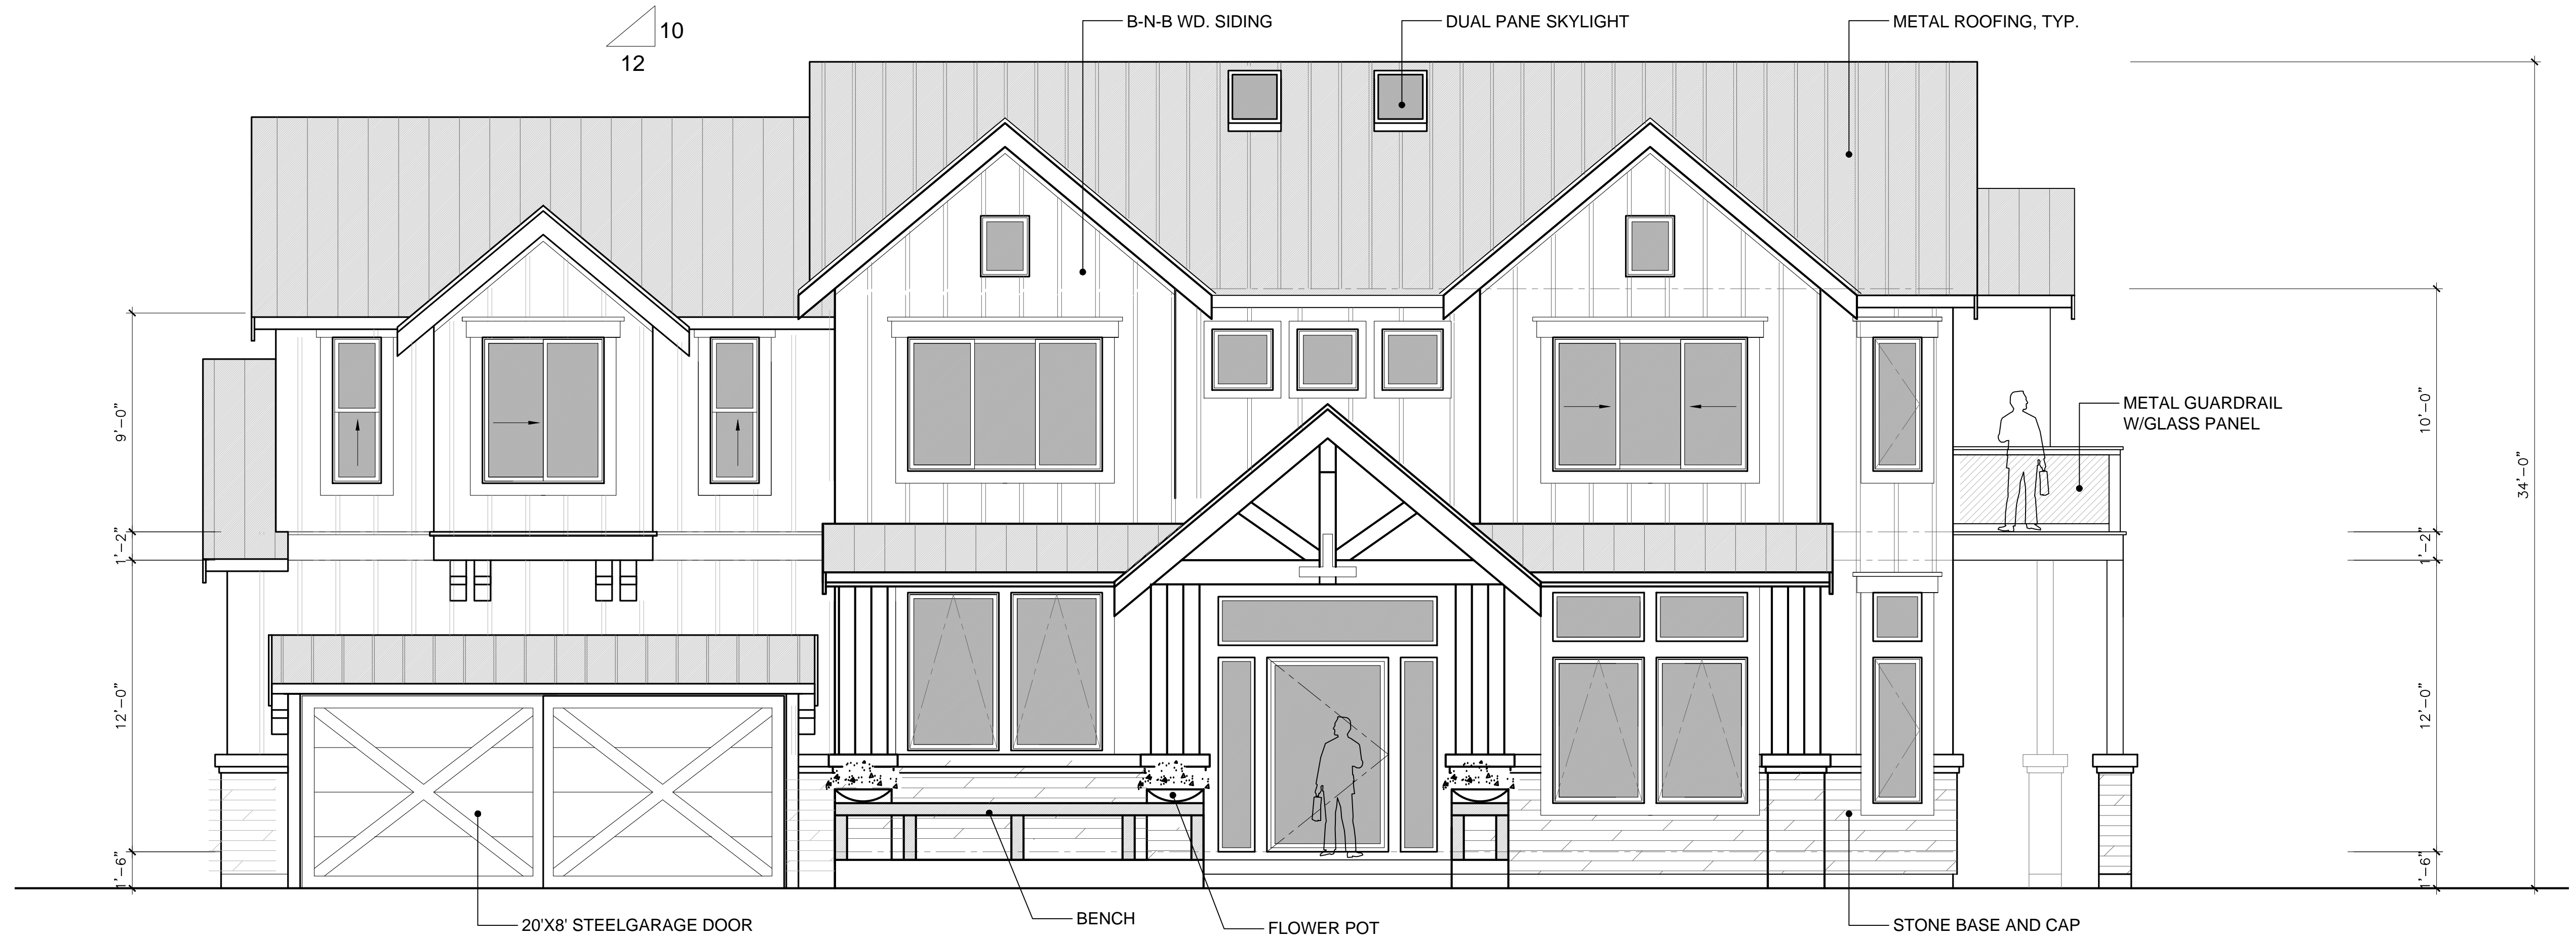 B-N-B WD. SIDING
DUAL PANE SKYLIGHT
METAL ROOFING, TYP.
10
12
9'-0"
1'-2"
12'-0"
1'-6"
METAL GUARDRAIL
W/GLASS PANEL
10'-0"
1'-2"
12'-0"
1'-6"
34'-0"
20'X8' STEELGARAGE DOOR
BENCH
FLOWER POT
STONE BASE AND CAP